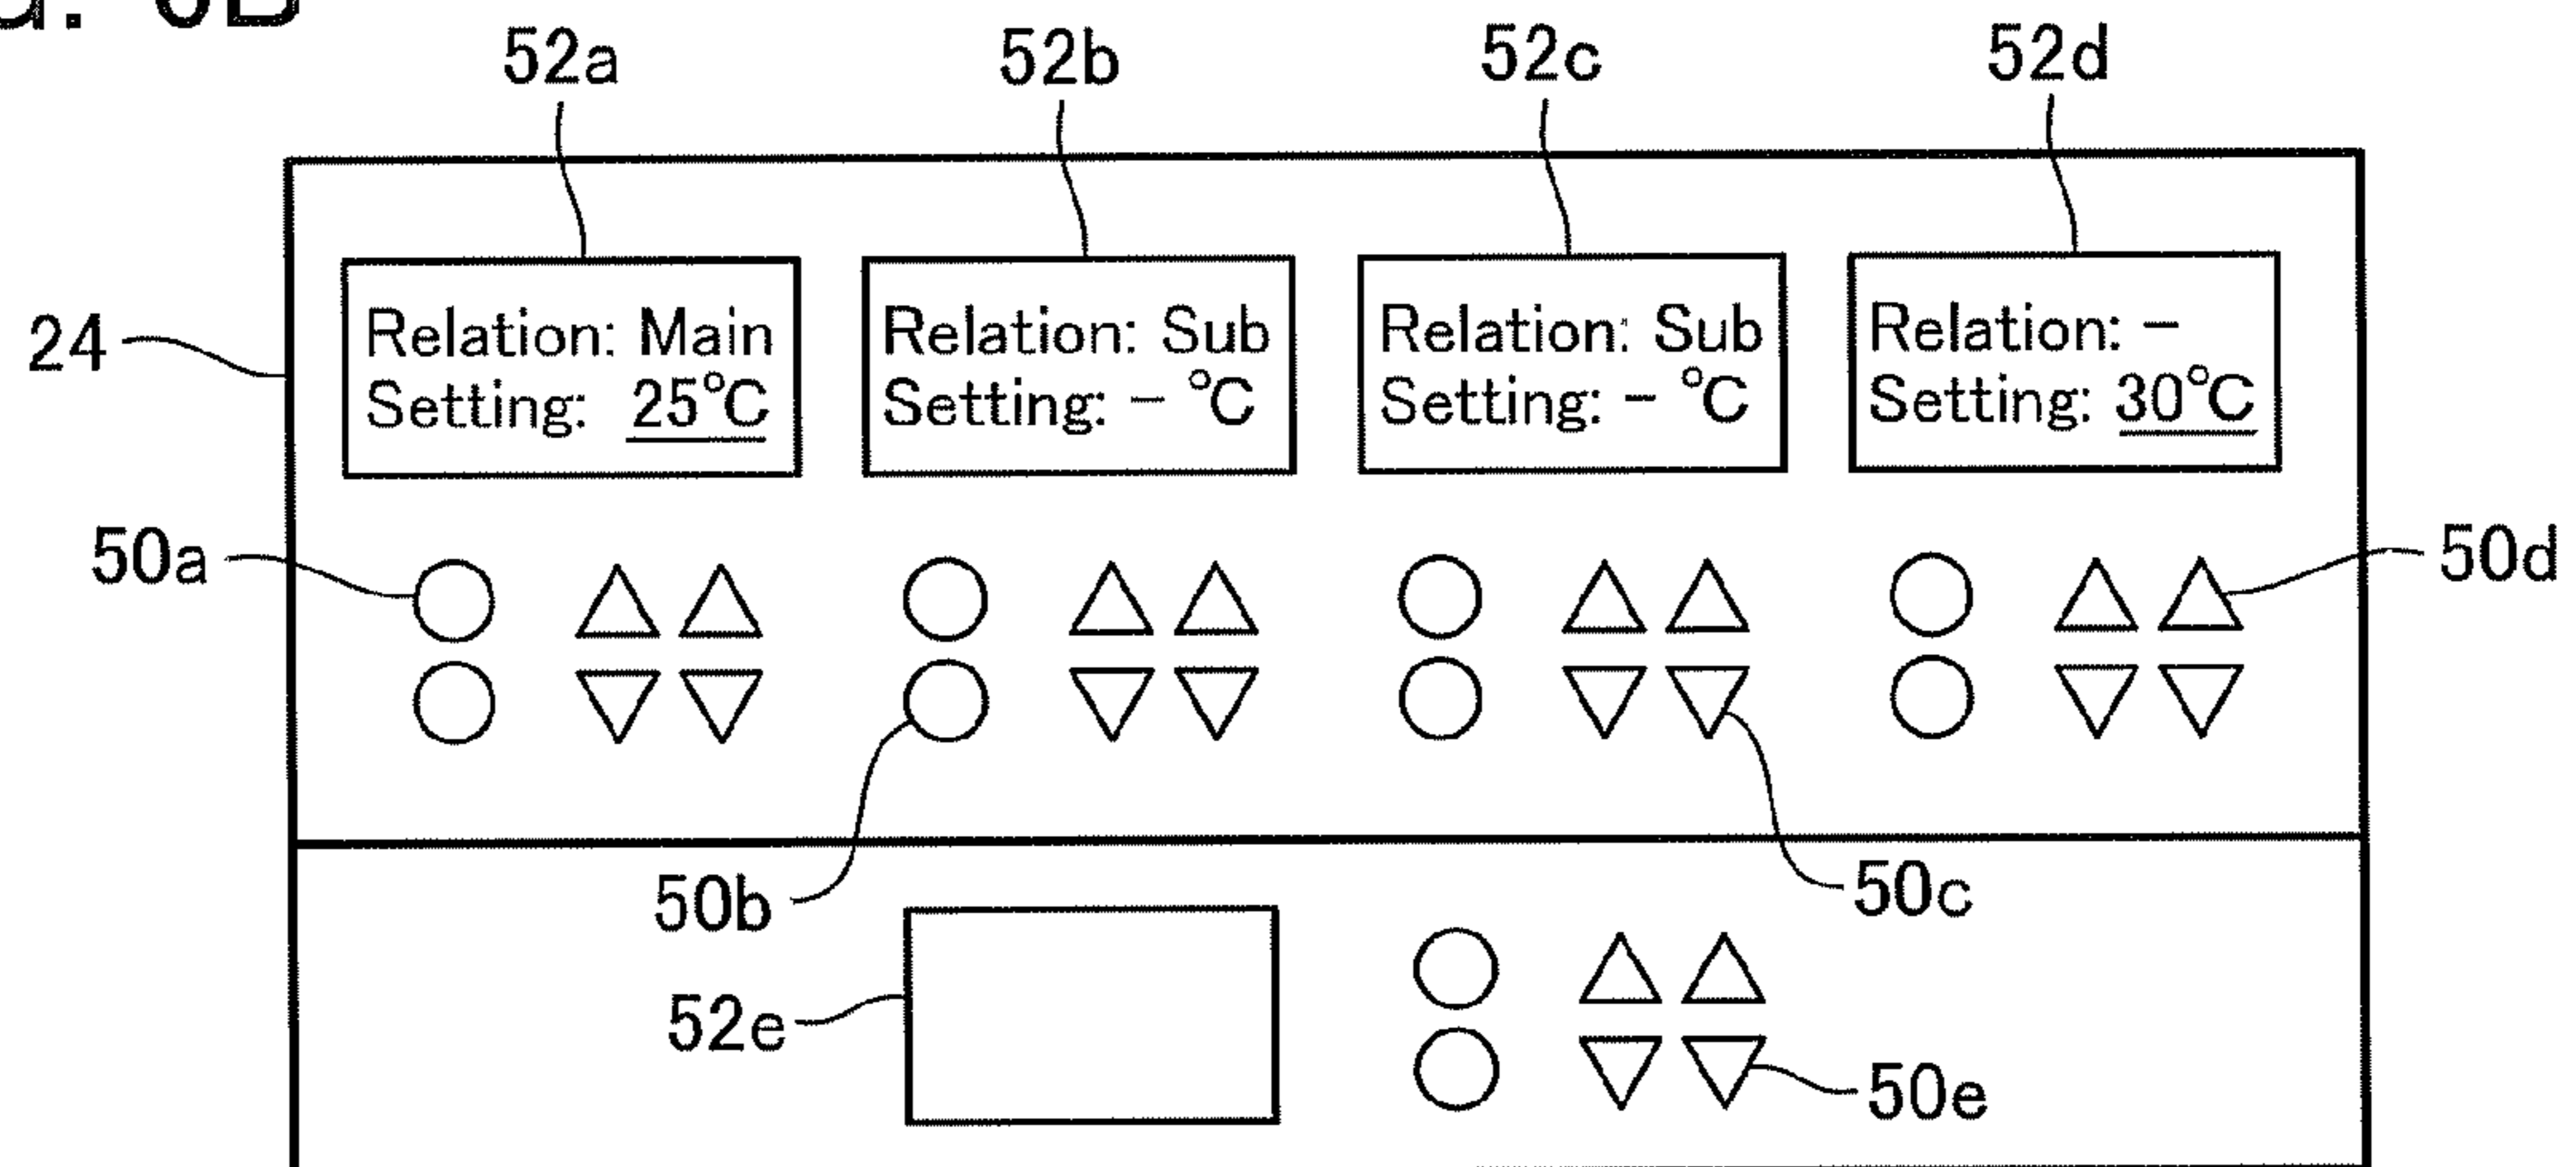 52a 52b 52c 52d
24
Relation: Main
Setting: 25℃
Relation: Sub
Setting: - ℃
Relation: Sub
Setting: - ℃
Relation: -
Setting: 30℃
50a
50d
50b
50c
52e
50e